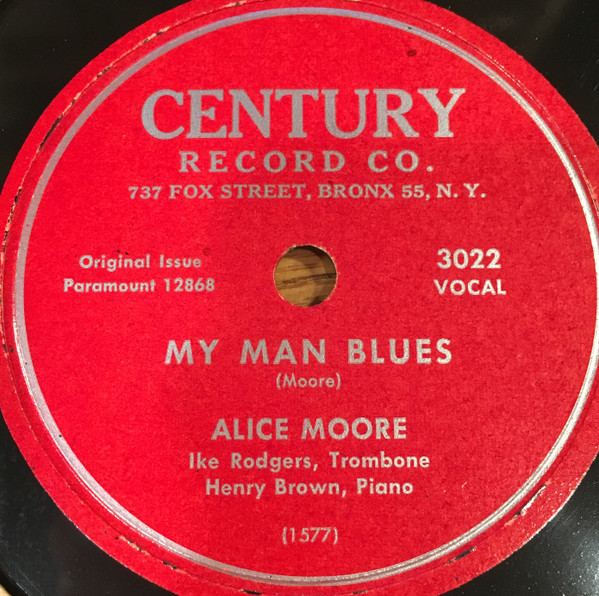 CENTURY
RECORD CO.
737 FOX STREET, BRONX 55, N. Y.
Original Issue
Paramount 12868
3022
VOCAL
MY MAN BLUES
(Moore)
ALICE MOORE
Ike Rodgers, Trombone
Henry Brown, Piano
(1577)